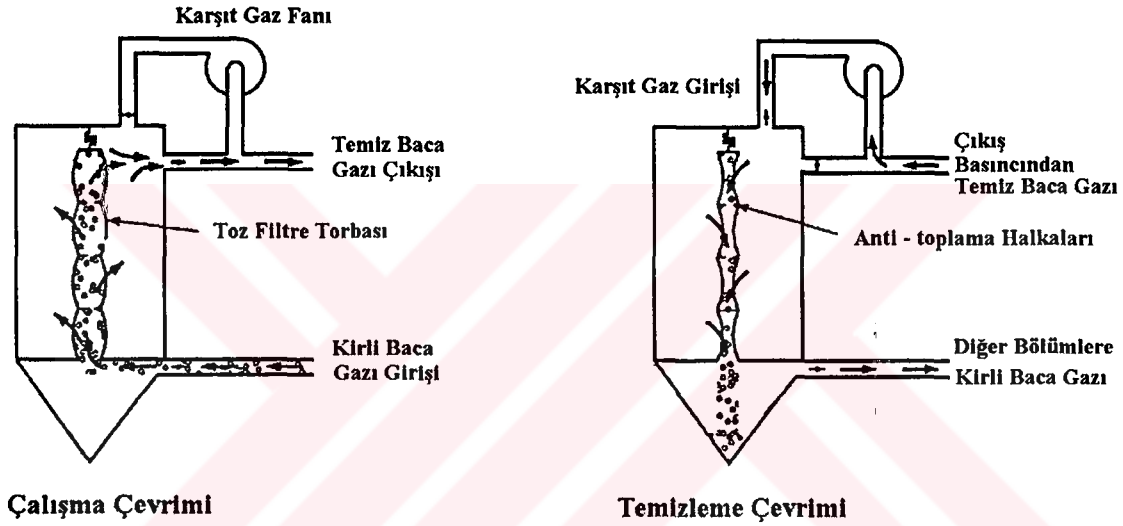 Karşıt Gaz Fanı
Temiz Baca
Gazı Çıkışı
Toz Filtre Torbası
Kirli Baca
Gazı Girişi
Çalışma Çevrimi
Karşıt Gaz Girişi
Çıkış
Basıncından
Temiz Baca Gazı
Anti - toplama Halkaları
Diğer Bölümlere
Kirli Baca Gazı
Temizleme Çevrimi